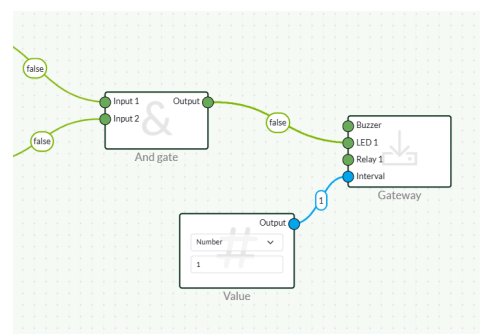 false
false
Input 1
Output
Input 2
&
And gate
false
Buzzer
LED 1
Relay 1
Interval
Gateway
1
Output
Number
#
1
Value